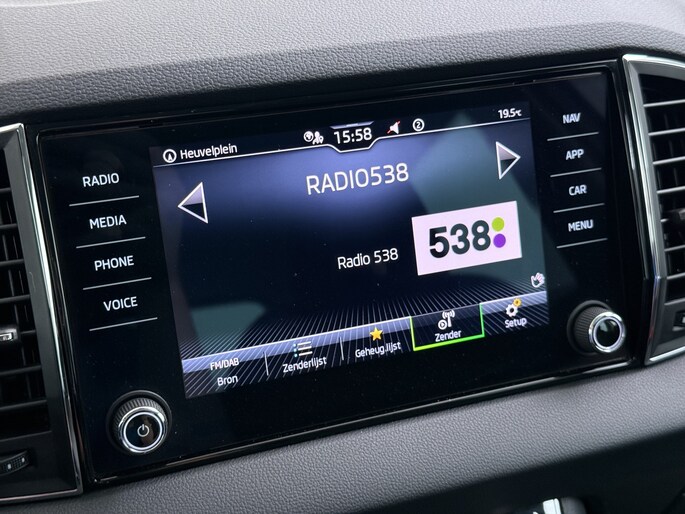 RADIO
MEDIA
PHONE
VOICE
Heuvelplein
15:58
2
19.5°C
RADIO538
Radio 538
538
FM/DAB
Bron
Zenderlijst
Geheug.lijst
Zender
Setup
NAV
APP
CAR
MENU